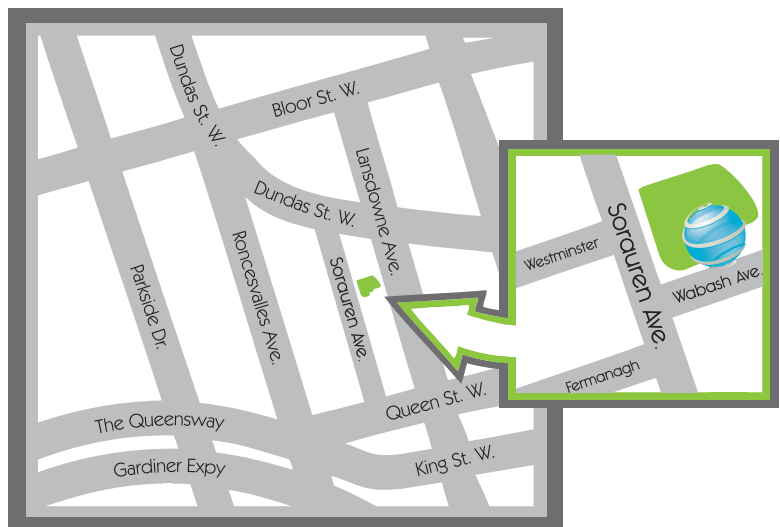 Dundas St. W.
Bloor St. W.
Lansdowne Ave.
Dundas St. W.
Roncesvalles Ave.
Sorauren Ave.
Parkside Dr.
The Queensway
Queen St. W.
Gardiner Expy
King St. W.
Sorauren Ave.
Westminster
Wabash Ave.
Fermanagh